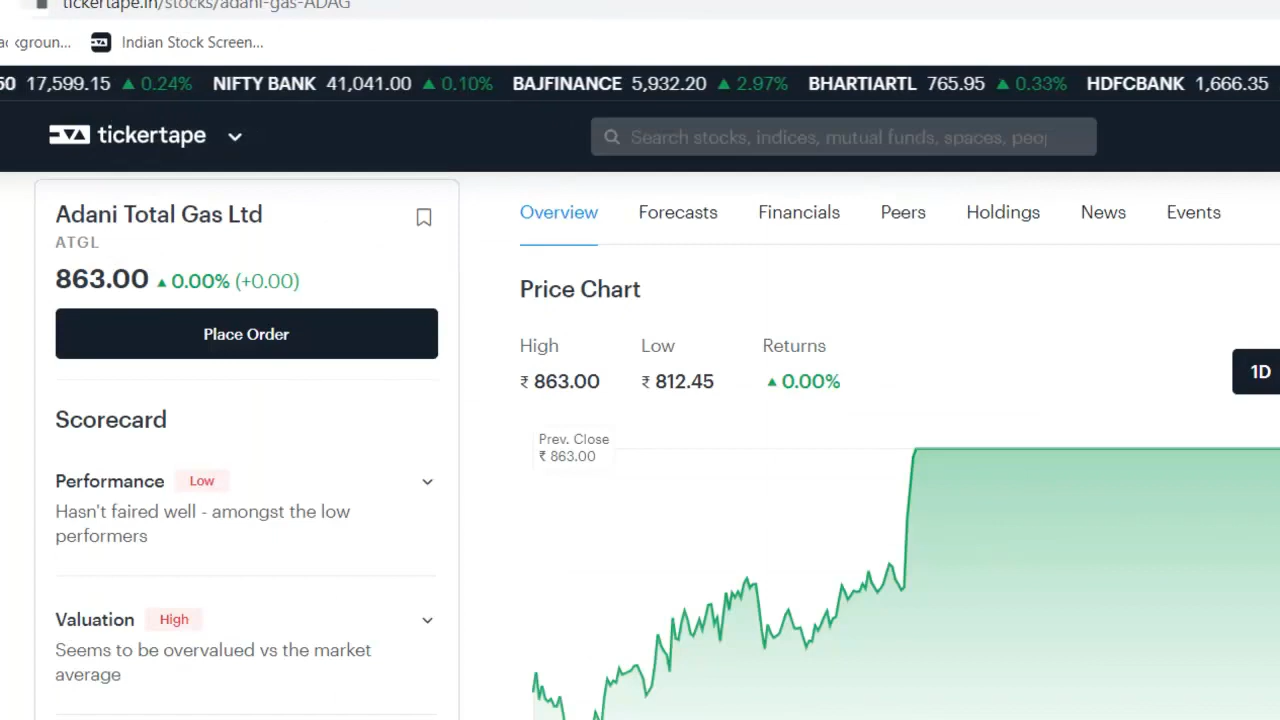 tickertape.in/stocks/adani-gas-ADAG
kgroun... Indian Stock Screen...
50 17,599.15 ▲ 0.24% NIFTY BANK 41,041.00 ▲ 0.10% BAJFINANCE 5,932.20 ▲ 2.97% BHARTIARTL 765.95 ▲ 0.33% HDFCBANK 1,666.35
tickertape
Search stocks, indices, mutual funds, spaces, peop
Adani Total Gas Ltd
ATGL
863.00 ▲ 0.00% (+0.00)
Place Order
Scorecard
Performance Low
Hasn't faired well - amongst the low
performers
Valuation High
Seems to be overvalued vs the market
average
Overview Forecasts Financials Peers Holdings News Events
Price Chart
High Low Returns
₹ 863.00 ₹ 812.45 ▲ 0.00%
1D
Prev. Close
₹ 863.00